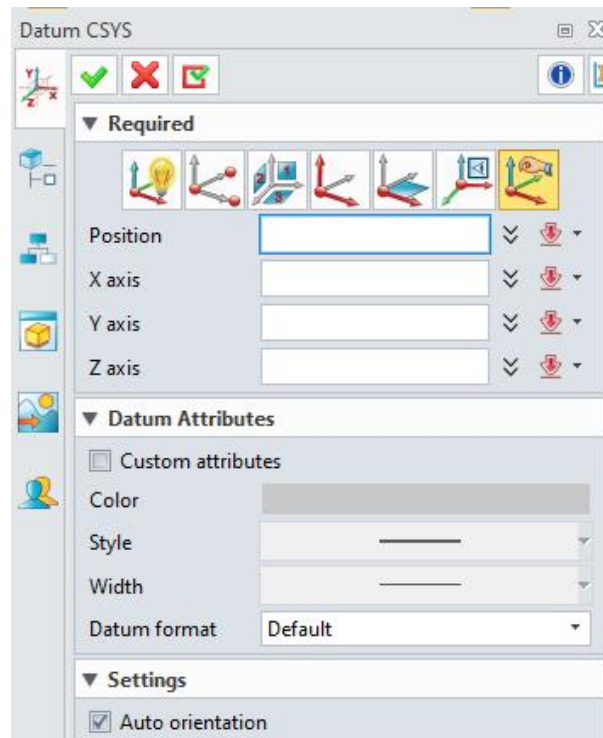 Datum CSYS
Required
Position
X axis
Y axis
Z axis
Datum Attributes
Custom attributes
Color
Style
Width
Datum format Default
Settings
Auto orientation